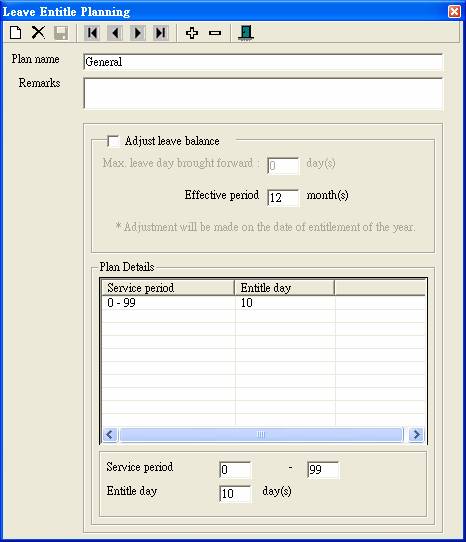 Leave Entitle Planning
Plan name General
Remarks
Adjust leave balance
Max. leave day brought forward : 0 day(s)
Effective period 12 month(s)
* Adjustment will be made on the date of entitlement of the year.
Plan Details
Service period Entitle day
0 - 99 10
Service period 0 - 99
Entitle day 10 day(s)